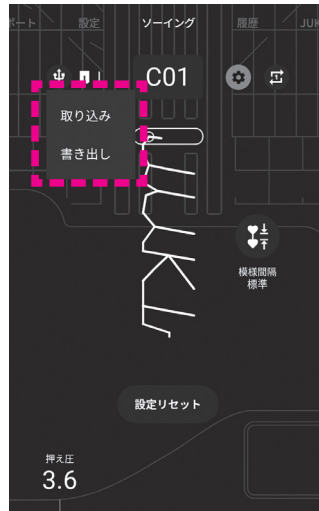 ポート 設定 ソーイング 履歴 JUK
C01
取り込み
書き出し
模様間隔
標準
設定リセット
押え圧
3.6